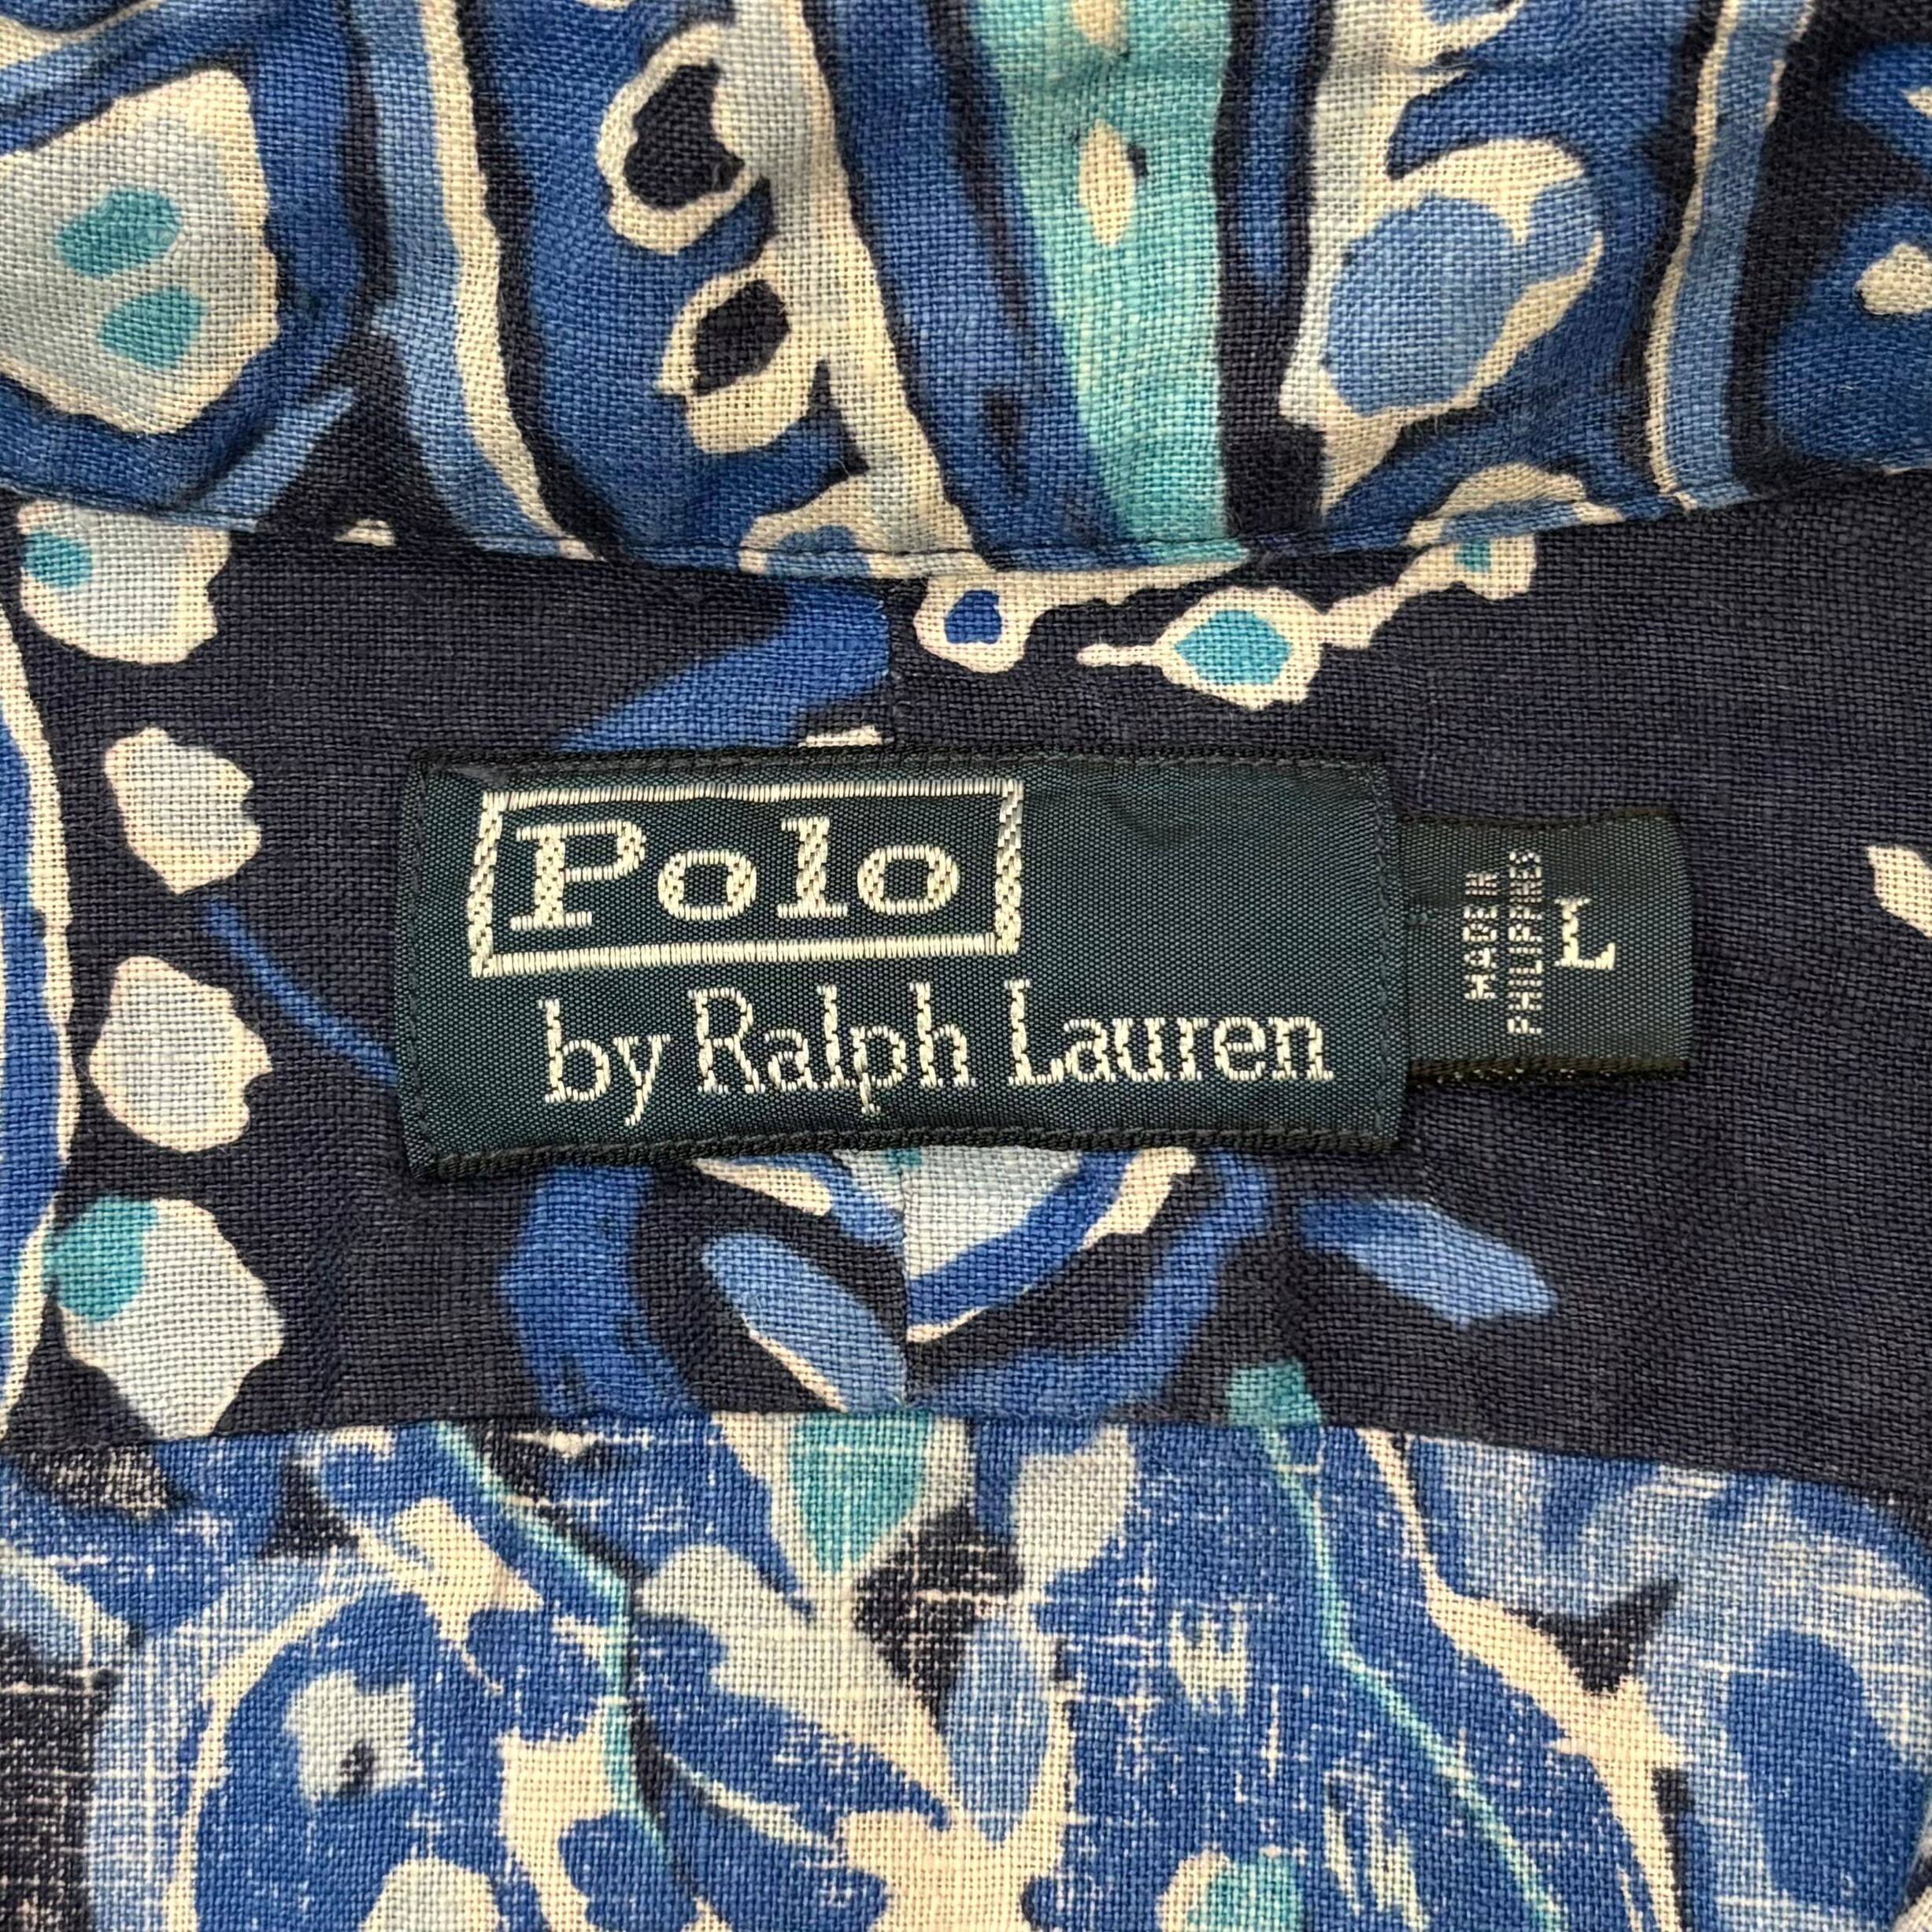 Polo
by Ralph Lauren
MADE IN
PHILIPPINES
L